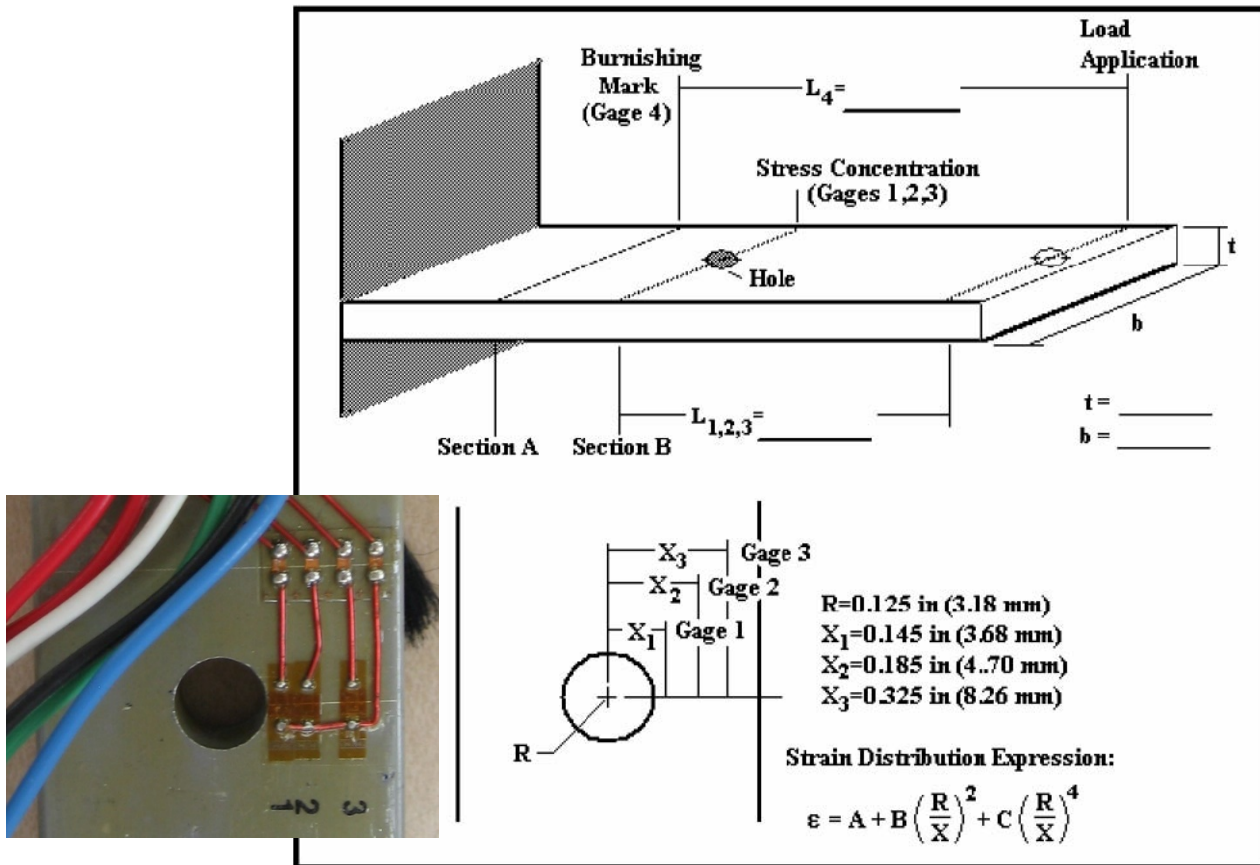 Burnishing
Mark
(Gage 4)
L4=
Load
Application
Stress Concentration
(Gages 1,2,3)
Hole
t
b
L1,2,3=
Section A
Section B
t =
b =
X3 Gage 3
X2 Gage 2
X1 Gage 1
R
R=0.125 in (3.18 mm)
X1=0.145 in (3.68 mm)
X2=0.185 in (4..70 mm)
X3=0.325 in (8.26 mm)
Strain Distribution Expression:
ε = A + B (R/X)^2 + C (R/X)^4
1 2 3